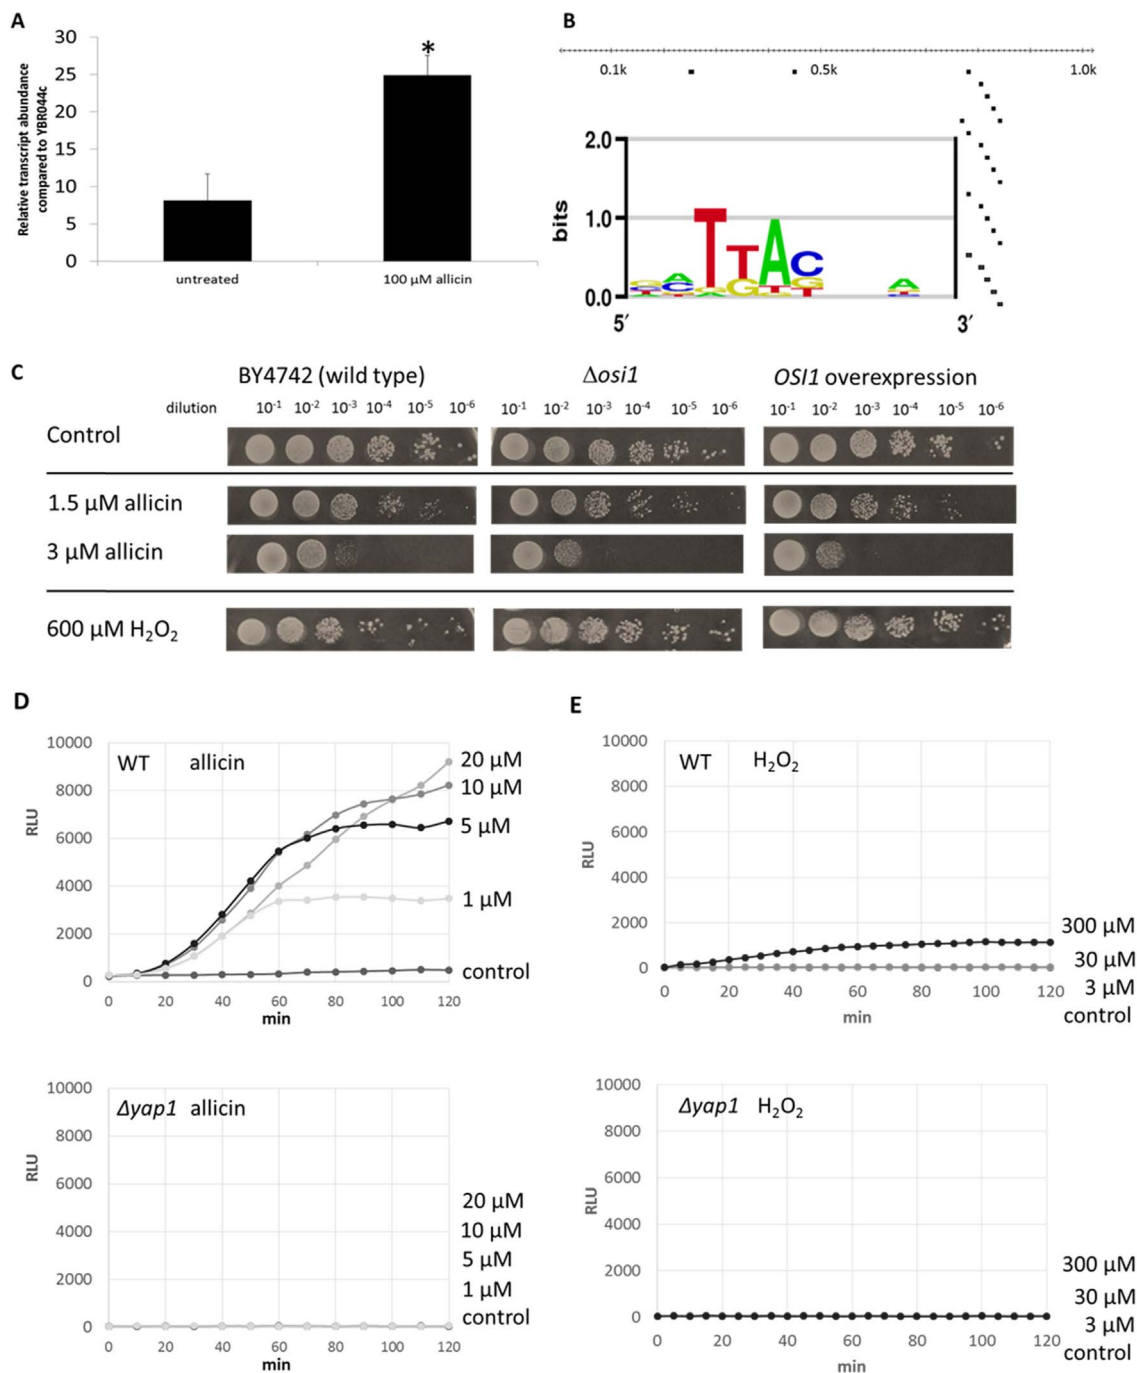 A
30
25
20
15
10
5
0
Relative transcript abundance
compared to YBR044c
*
untreated
100 µM allicin
B
0.1k
0.5k
1.0k
2.0
1.0
0.0
bits
T T A C
G
A
5′
3′
C
BY4742 (wild type)
Δosi1
OSI1 overexpression
dilution
10-1 10-2 10-3 10-4 10-5 10-6
10-1 10-2 10-3 10-4 10-5 10-6
10-1 10-2 10-3 10-4 10-5 10-6
Control
1.5 µM allicin
3 µM allicin
600 µM H2O2
D
10000
8000
6000
4000
2000
0
RLU
WT allicin
20 µM
10 µM
5 µM
1 µM
control
0 20 40 60 80 100 120
min
E
10000
8000
6000
4000
2000
0
RLU
WT H2O2
300 µM
30 µM
3 µM
control
0 20 40 60 80 100 120
min
10000
8000
6000
4000
2000
0
RLU
Δyap1 allicin
20 µM
10 µM
5 µM
1 µM
control
0 20 40 60 80 100 120
min
10000
8000
6000
4000
2000
0
RLU
Δyap1 H2O2
300 µM
30 µM
3 µM
control
0 20 40 60 80 100 120
min